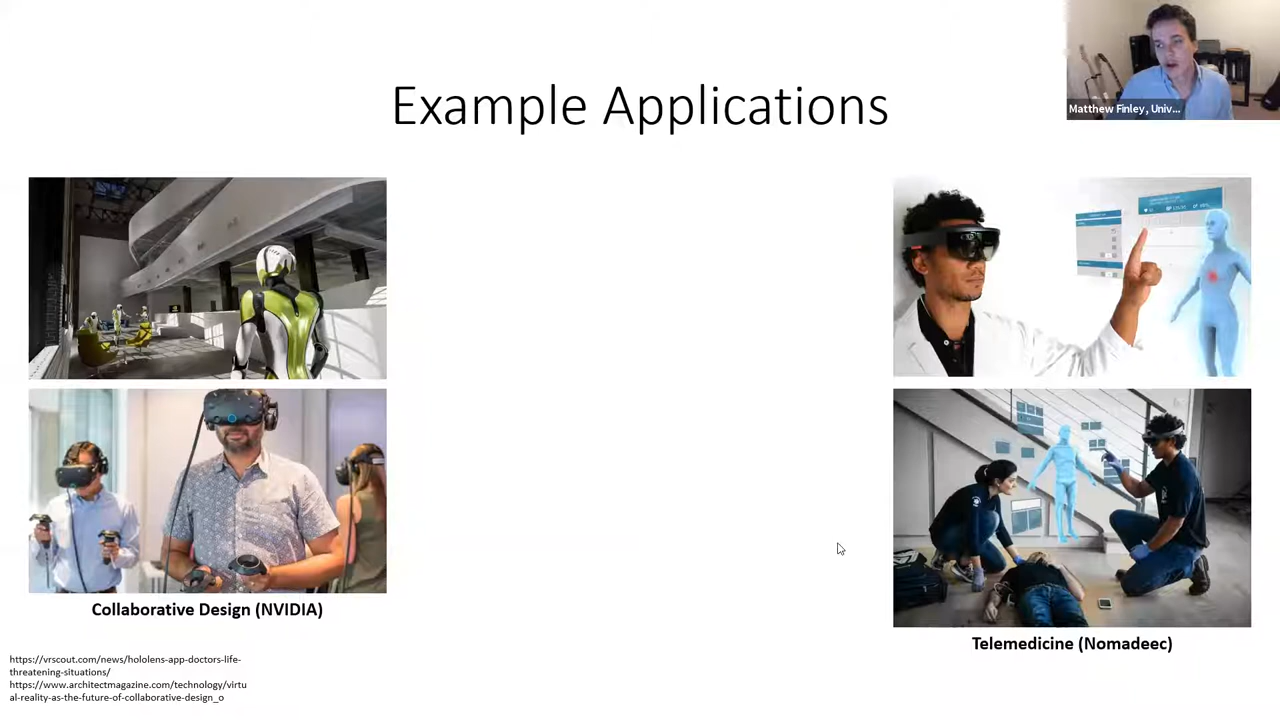 Example Applications
Matthew Finley, Univ...
Collaborative Design (NVIDIA)
Telemedicine (Nomadeec)
https://vrscout.com/news/hololens-app-doctors-life-
threatening-situations/
https://www.architectmagazine.com/technology/virtu
al-reality-as-the-future-of-collaborative-design_o